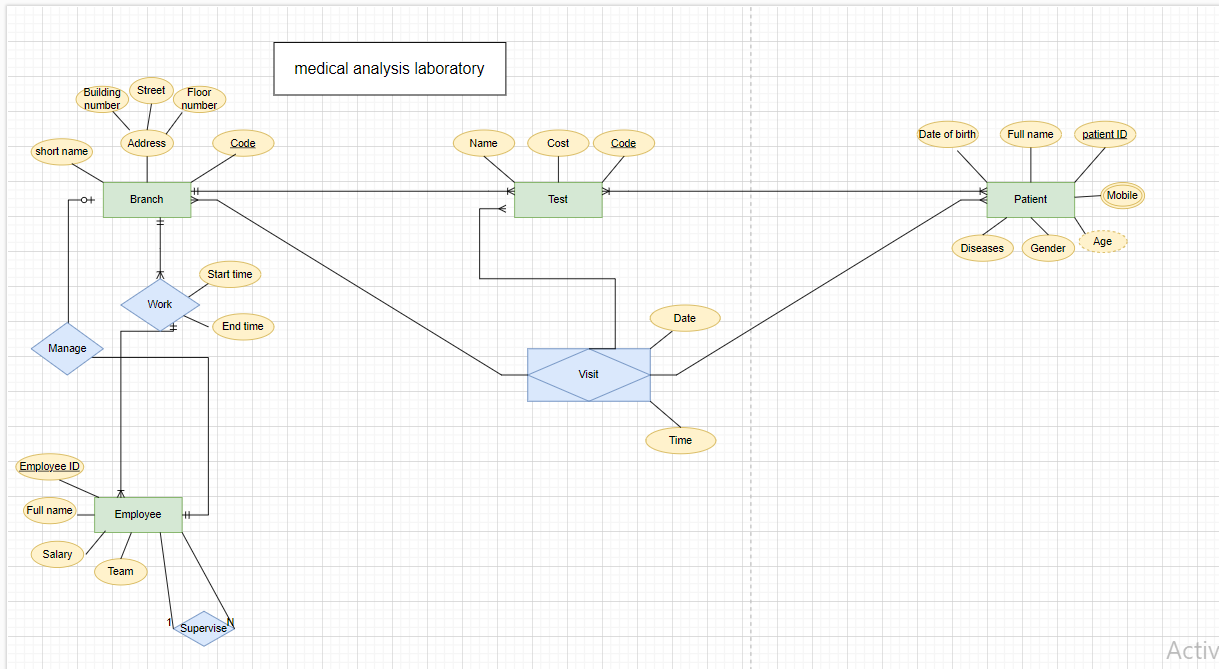 medical analysis laboratory
Building
number
Street
Floor
number
short name
Address
Code
Name
Cost
Code
Date of birth
Full name
patient ID
Branch
Test
Patient
Mobile
Diseases
Gender
Age
Start time
Work
End time
Manage
Date
Visit
Time
Employee ID
Full name
Employee
Salary
Team
1
N
Supervise
Activ